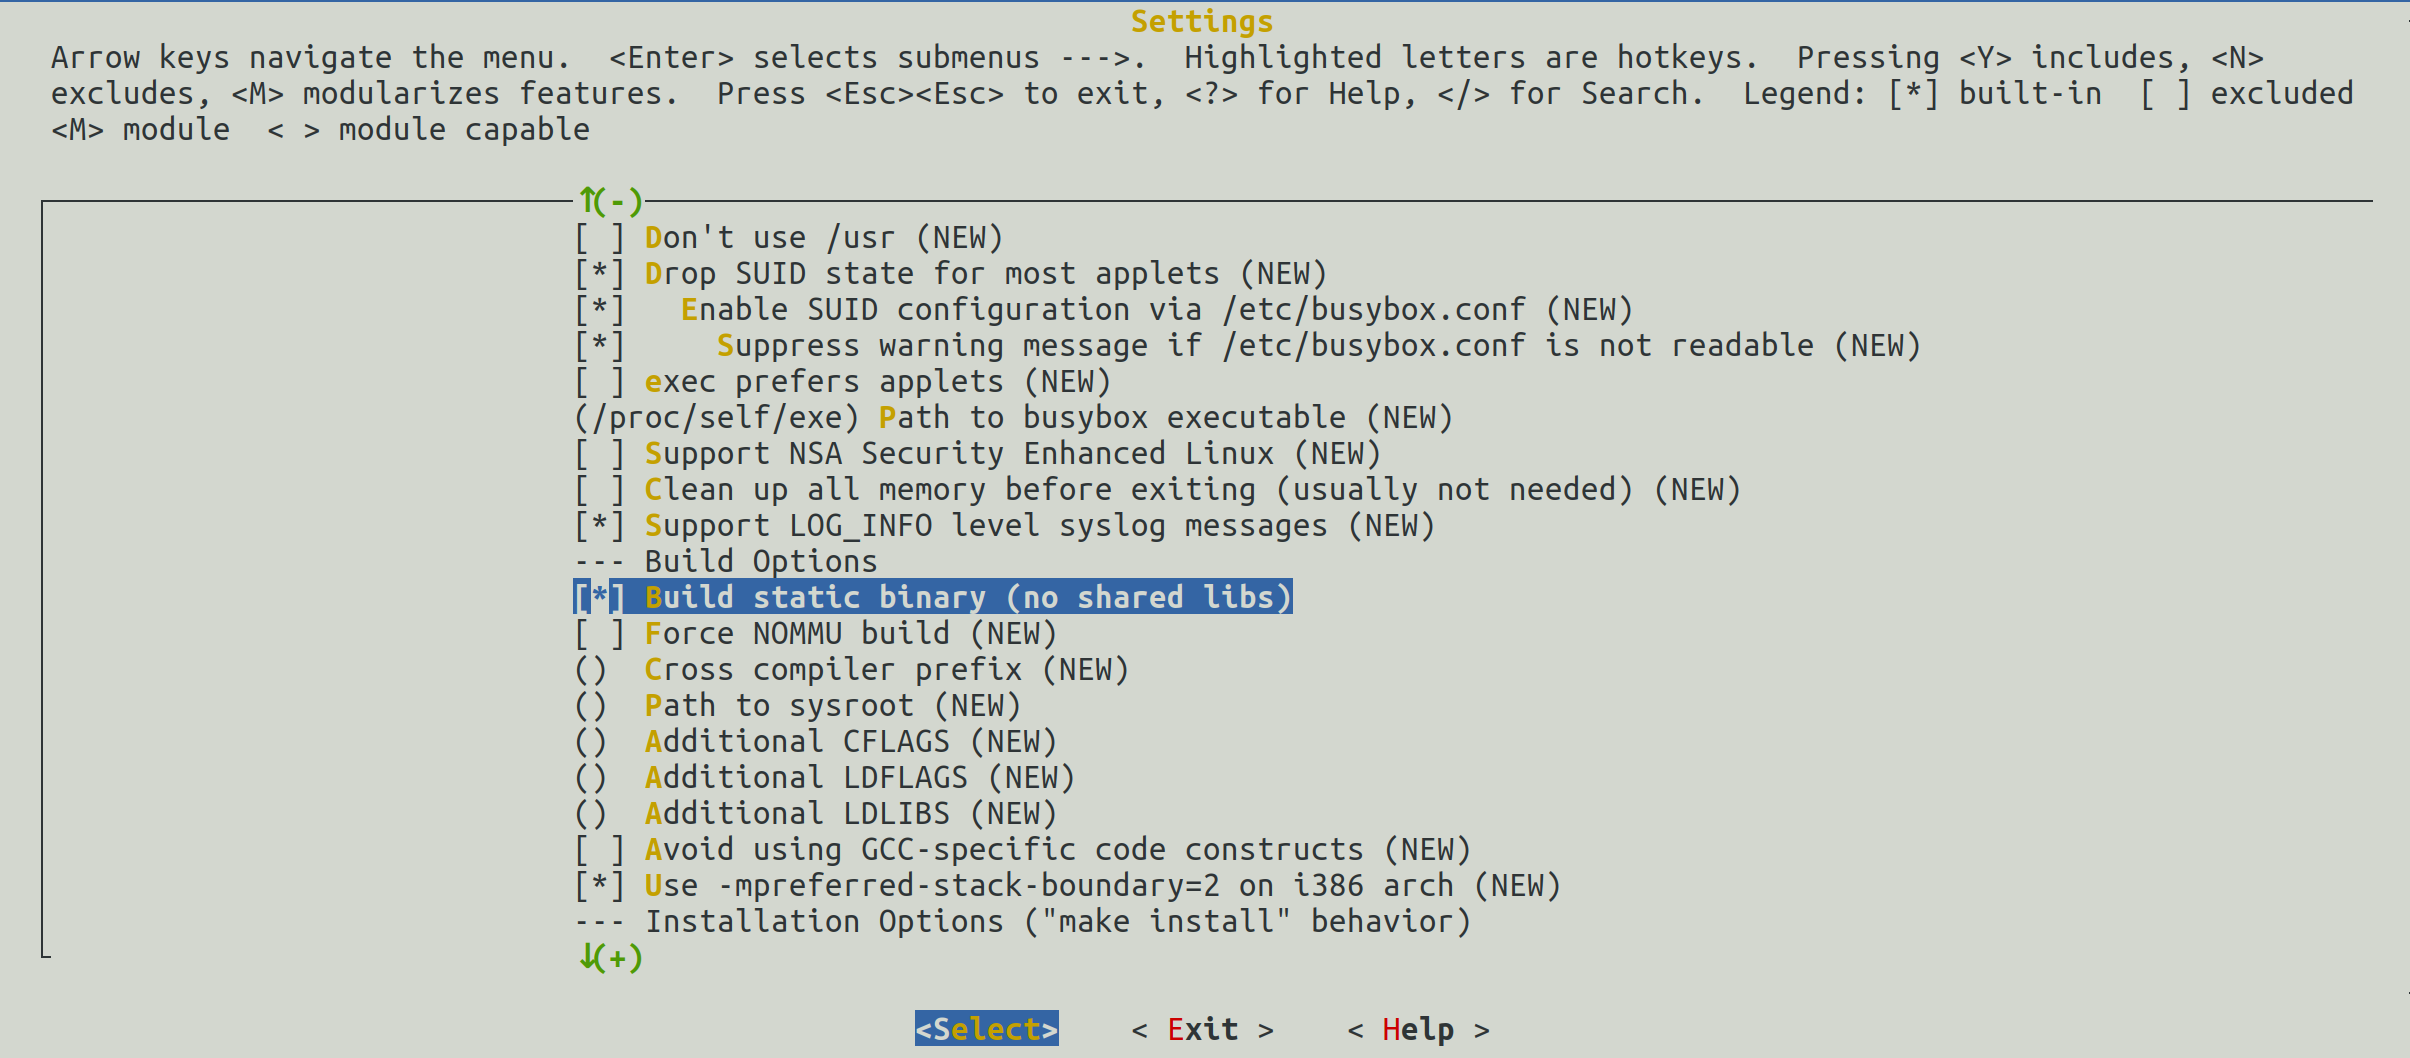 Settings
Arrow keys navigate the menu.  <Enter> selects submenus --->.  Highlighted letters are hotkeys.  Pressing <Y> includes, <N>
excludes, <M> modularizes features.  Press <Esc><Esc> to exit, <?> for Help, </> for Search.  Legend: [*] built-in  [ ] excluded
<M> module  < > module capable
↑(-)
[ ] Don't use /usr (NEW)
[*] Drop SUID state for most applets (NEW)
[*]   Enable SUID configuration via /etc/busybox.conf (NEW)
[*]     Suppress warning message if /etc/busybox.conf is not readable (NEW)
[ ] exec prefers applets (NEW)
(/proc/self/exe) Path to busybox executable (NEW)
[ ] Support NSA Security Enhanced Linux (NEW)
[ ] Clean up all memory before exiting (usually not needed) (NEW)
[*] Support LOG_INFO level syslog messages (NEW)
--- Build Options
[*] Build static binary (no shared libs)
[ ] Force NOMMU build (NEW)
()  Cross compiler prefix (NEW)
()  Path to sysroot (NEW)
()  Additional CFLAGS (NEW)
()  Additional LDFLAGS (NEW)
()  Additional LDLIBS (NEW)
[ ] Avoid using GCC-specific code constructs (NEW)
[*] Use -mpreferred-stack-boundary=2 on i386 arch (NEW)
--- Installation Options ("make install" behavior)
↓(+)
<Select>    < Exit >    < Help >